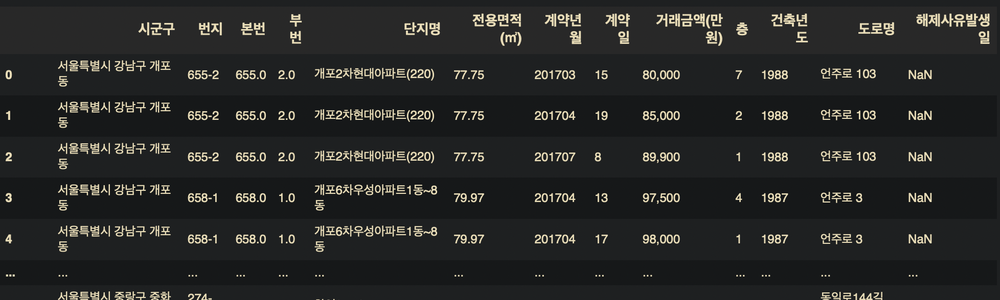 시군구 번지 본번 부번 단지명 전용면적(㎡) 계약년월 계약일 거래금액(만원) 층 건축년도 도로명 해제사유발생일
0 서울특별시 강남구 개포동 655-2 655.0 2.0 개포2차현대아파트(220) 77.75 201703 15 80,000 7 1988 언주로 103 NaN
1 서울특별시 강남구 개포동 655-2 655.0 2.0 개포2차현대아파트(220) 77.75 201704 19 85,000 2 1988 언주로 103 NaN
2 서울특별시 강남구 개포동 655-2 655.0 2.0 개포2차현대아파트(220) 77.75 201707 8 89,900 1 1988 언주로 103 NaN
3 서울특별시 강남구 개포동 658-1 658.0 1.0 개포6차우성아파트1동~8동 79.97 201704 13 97,500 4 1987 언주로 3 NaN
4 서울특별시 강남구 개포동 658-1 658.0 1.0 개포6차우성아파트1동~8동 79.97 201704 17 98,000 1 1987 언주로 3 NaN
... ... ... ... ... ... ... ... ... ... ... ... ... ...
서울특별시 중랑구 중화 274- 동일로144길